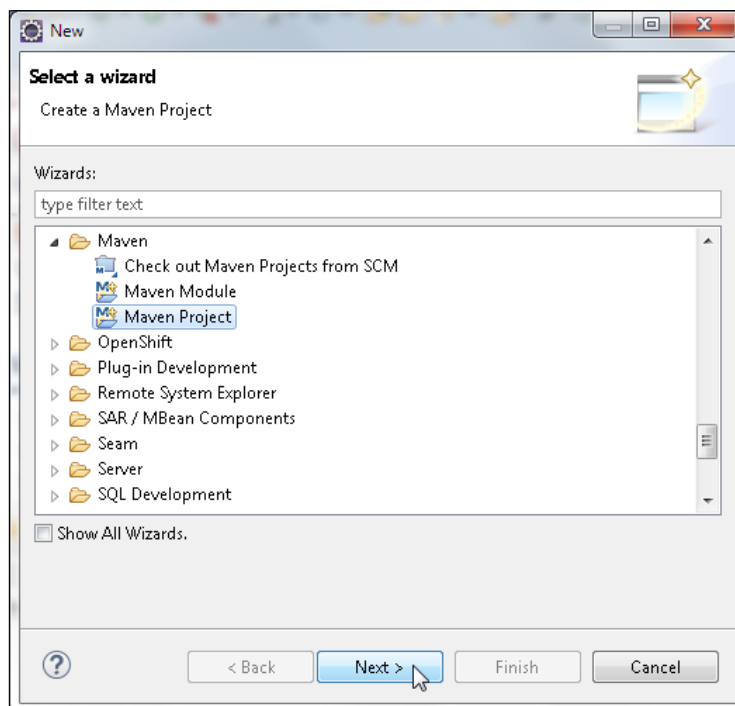 New
Select a wizard
Create a Maven Project
Wizards:
type filter text
Maven
Check out Maven Projects from SCM
Maven Module
Maven Project
OpenShift
Plug-in Development
Remote System Explorer
SAR / MBean Components
Seam
Server
SQL Development
Show All Wizards.
? < Back Next > Finish Cancel